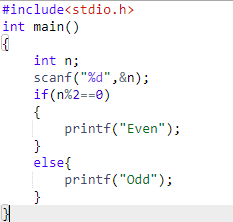 #include<stdio.h>
int main()
{
    int n;
    scanf("%d",&n);
    if(n%2==0)
    {
        printf("Even");
    }
    else{
        printf("Odd");
    }
}